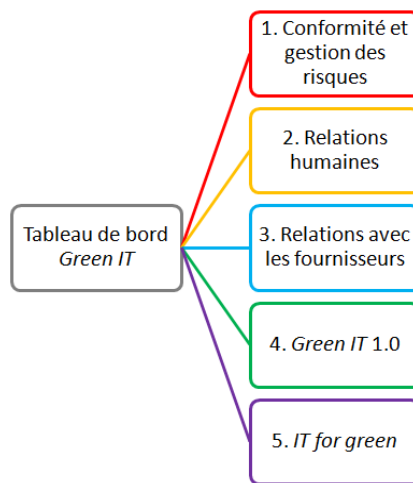 1. Conformité et
gestion des
risques
2. Relations
humaines
Tableau de bord
Green IT
3. Relations avec
les fournisseurs
4. Green IT 1.0
5. IT for green